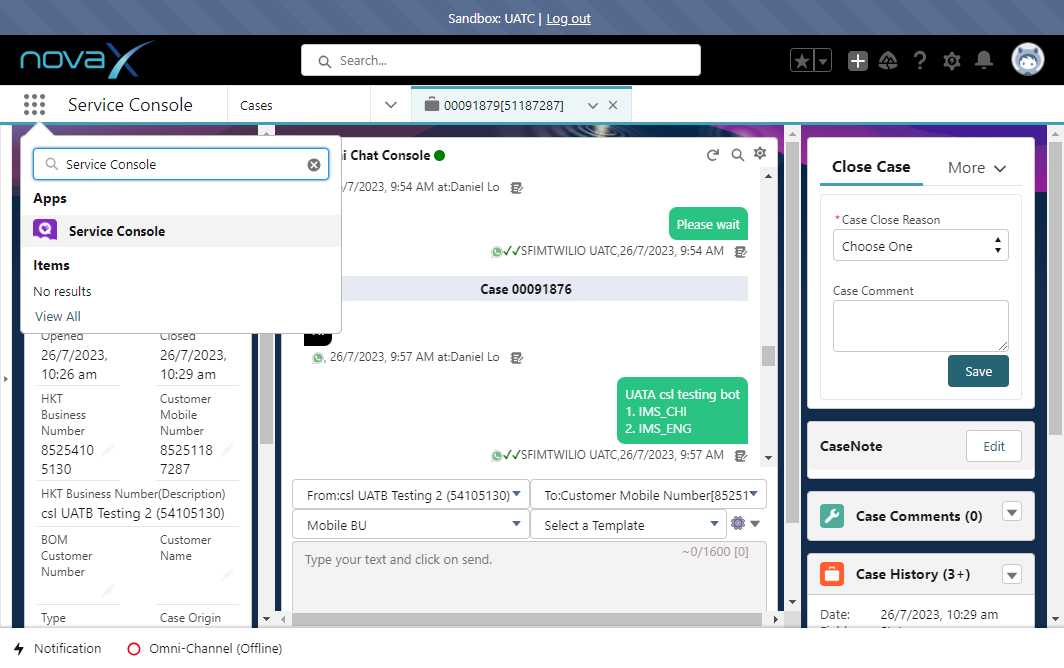 Sandbox: UATC | Log out
novaX
Search...
Service Console
Cases
00091879[51187287]
Service Console
Apps
Service Console
Items
No results
View All
Opened
Closed
26/7/2023, 10:26 am
26/7/2023, 10:29 am
HKT Business Number
Customer Mobile Number
8525410
5130
8525118
7287
HKT Business Number(Description)
csl UATB Testing 2 (54105130)
BOM Customer Number
Customer Name
Type
Case Origin
i Chat Console
/7/2023, 9:54 AM at:Daniel Lo
Please wait
SFIMTWILIO UATC,26/7/2023, 9:54 AM
Case 00091876
, 26/7/2023, 9:57 AM at:Daniel Lo
UATA csl testing bot
1. IMS_CHI
2. IMS_ENG
SFIMTWILIO UATC,26/7/2023, 9:57 AM
From:csl UATB Testing 2 (54105130)
To:Customer Mobile Number[85251
Mobile BU
Select a Template
Type your text and click on send.
~0/1600 [0]
Close Case
More
*Case Close Reason
Choose One
Case Comment
Save
CaseNote
Edit
Case Comments (0)
Case History (3+)
Date:
26/7/2023, 10:29 am
Notification
Omni-Channel (Offline)